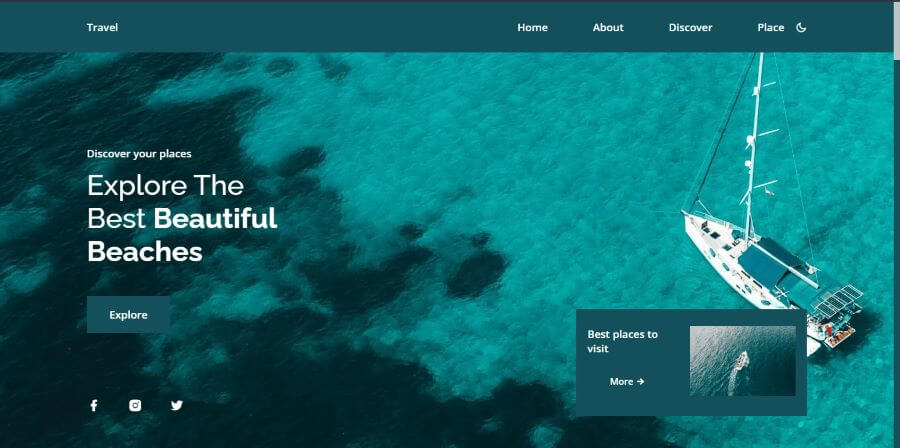 Travel
Home About Discover Place
Discover your places
Explore The
Best Beautiful
Beaches
Explore
Best places to
visit
More →